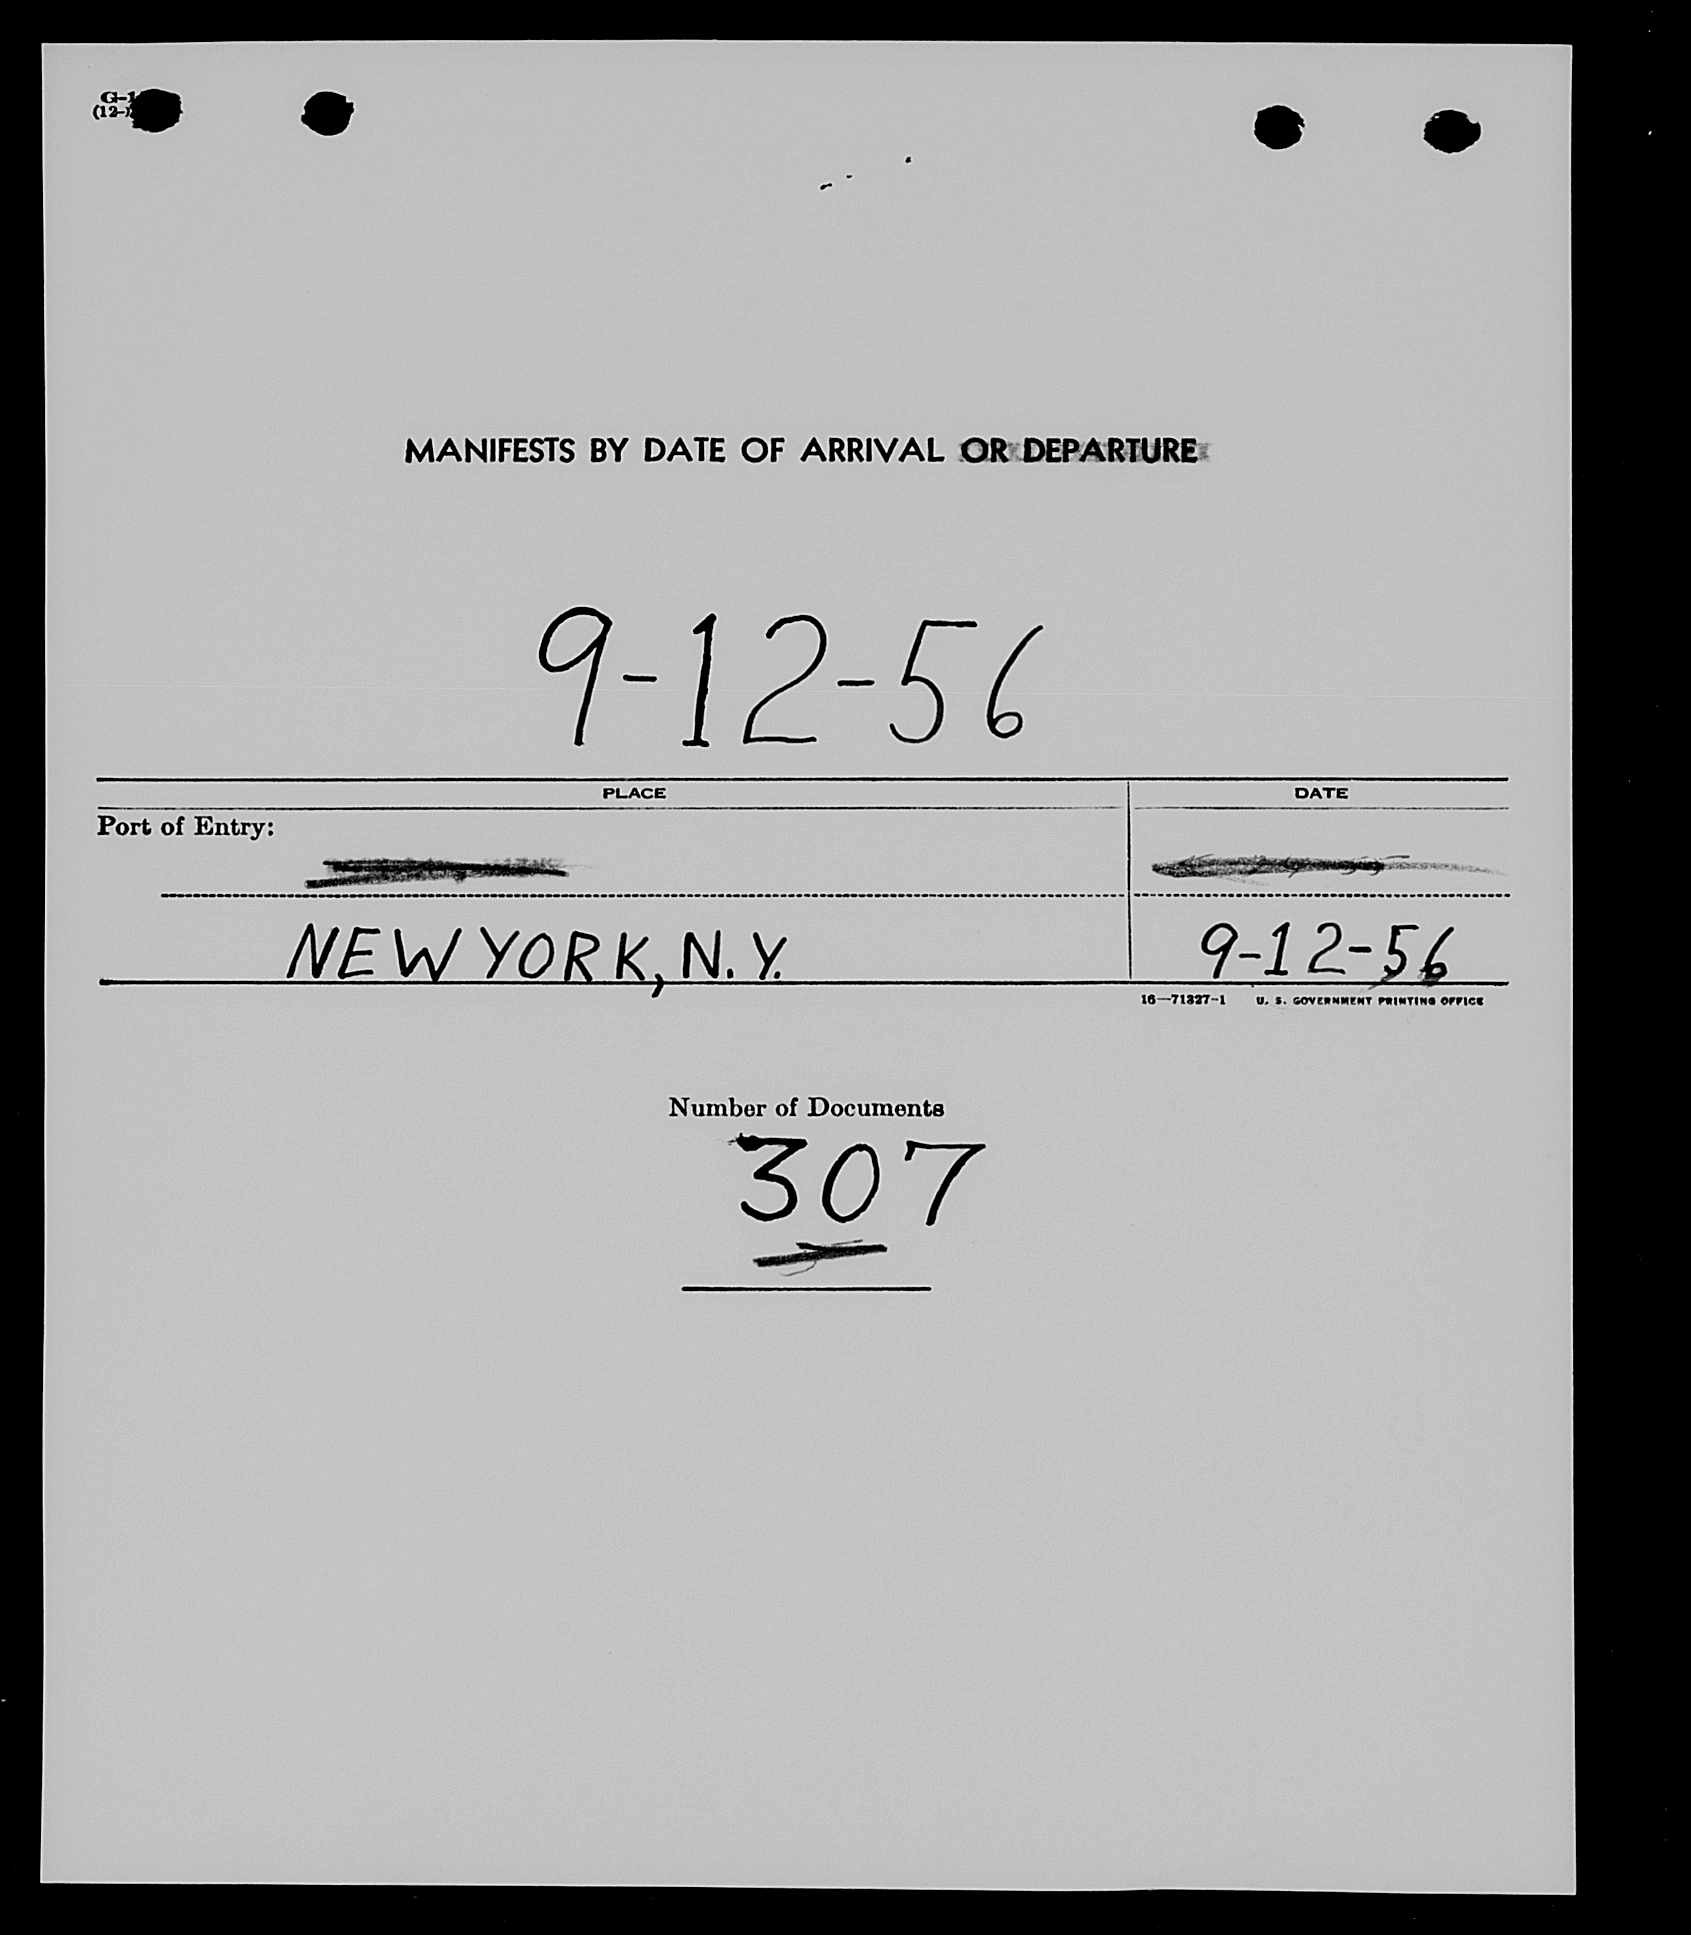 MANIFESTS BY DATE OF ARRIVAL OR DEPARTURE
9-12-56
PLACE DATE
Port of Entry:
NEW YORK, N.Y. 9-12-56
16—71327-1 U. S. GOVERNMENT PRINTING OFFICE
Number of Documents
307